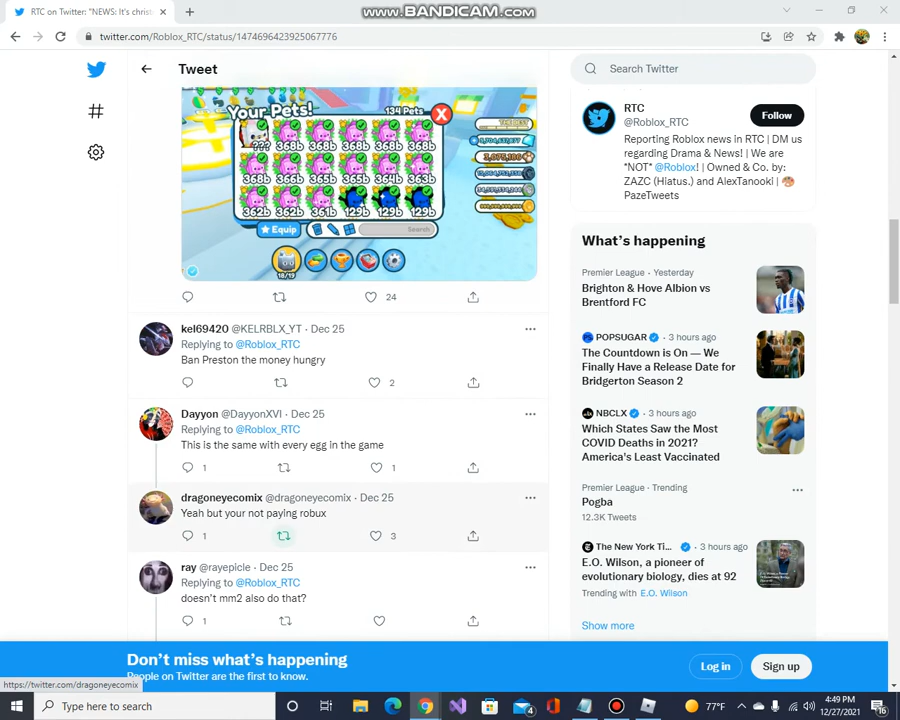 www.BANDICAM.com
RTC on Twitter: "NEWS: It's christ
twitter.com/Roblox_RTC/status/1474696423925067776
Tweet
Search Twitter
Your Pets!
134 Pets
X
??? 368b 368b 368b 368b 368b
368b 366b 365b 365b 364b 363b
362b 362b 361b 129b 129b 129b
Equip
Search
18/19
24
RTC
@Roblox_RTC
Follow
Reporting Roblox news in RTC | DM us
regarding Drama & News! | We are
*NOT* @Roblox! | Owned & Co. by:
ZAZC (Hiatus.) and AlexTanooki |
PazeTweets
kel69420 @KELRBLX_YT · Dec 25
Replying to @Roblox_RTC
Ban Preston the money hungry
2
Dayyon @DayyonXVI · Dec 25
Replying to @Roblox_RTC
This is the same with every egg in the game
1 1
dragoneyecomix @dragoneyecomix · Dec 25
Yeah but your not paying robux
1 3
ray @rayepicle · Dec 25
Replying to @Roblox_RTC
doesn't mm2 also do that?
1
What's happening
Premier League · Yesterday
Brighton & Hove Albion vs
Brentford FC
POPSUGAR · 3 hours ago
The Countdown is On — We
Finally Have a Release Date for
Bridgerton Season 2
NBCLX · 3 hours ago
Which States Saw the Most
COVID Deaths in 2021?
America's Least Vaccinated
Premier League · Trending
Pogba
12.3K Tweets
The New York Ti... · 3 hours ago
E.O. Wilson, a pioneer of
evolutionary biology, dies at 92
Trending with E.O. Wilson
Show more
Don't miss what's happening
People on Twitter are the first to know.
Log in
Sign up
https://twitter.com/dragoneyecomix
Type here to search
4
77°F
4:49 PM
12/27/2021
16